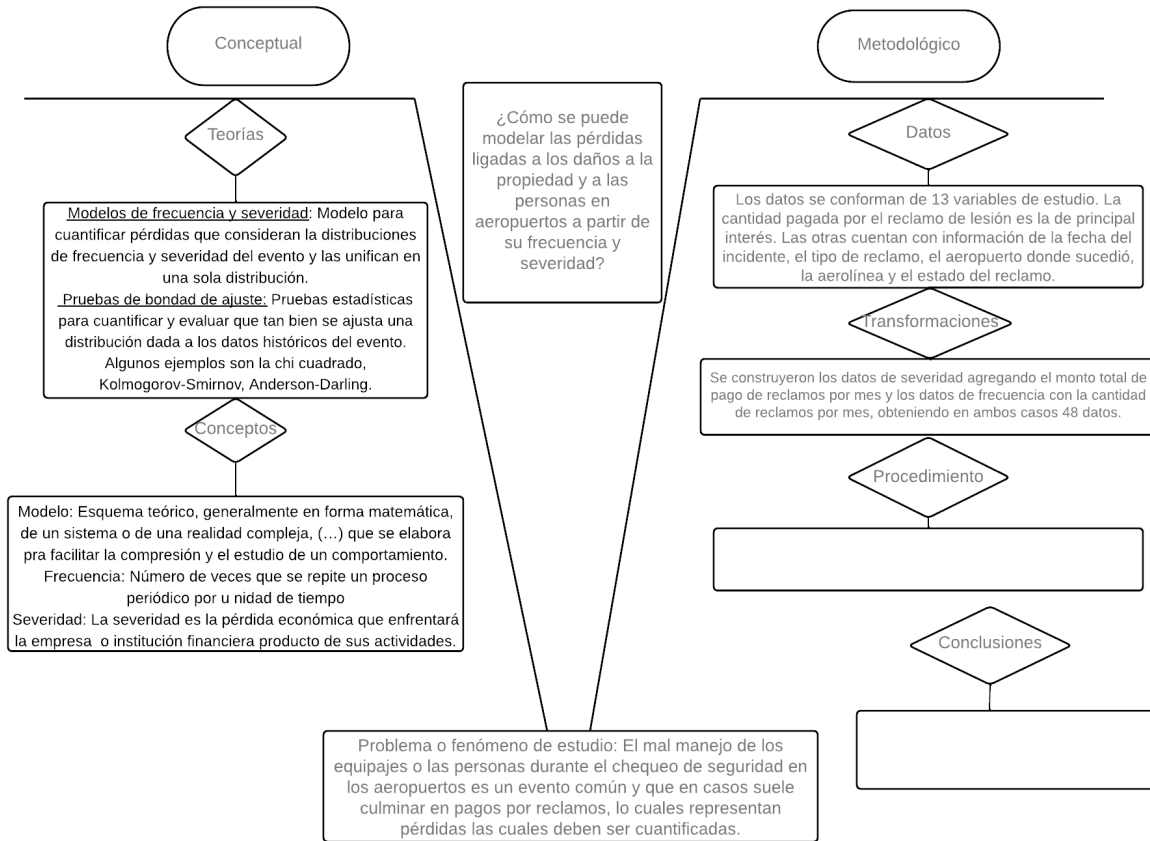 Conceptual
Teorías
Modelos de frecuencia y severidad: Modelo para
cuantificar pérdidas que consideran la distribuciones
de frecuencia y severidad del evento y las unifican en
una sola distribución.
Pruebas de bondad de ajuste: Pruebas estadísticas
para cuantificar y evaluar que tan bien se ajusta una
distribución dada a los datos históricos del evento.
Algunos ejemplos son la chi cuadrado,
Kolmogorov-Smirnov, Anderson-Darling.
Conceptos
Modelo: Esquema teórico, generalmente en forma matemática,
de un sistema o de una realidad compleja, (...) que se elabora
pra facilitar la compresión y el estudio de un comportamiento.
Frecuencia: Número de veces que se repite un proceso
periódico por u nidad de tiempo
Severidad: La severidad es la pérdida económica que enfrentará
la empresa o institución financiera producto de sus actividades.
¿Cómo se puede
modelar las pérdidas
ligadas a los daños a la
propiedad y a las
personas en
aeropuertos a partir de
su frecuencia y
severidad?
Metodológico
Datos
Los datos se conforman de 13 variables de estudio. La
cantidad pagada por el reclamo de lesión es la de principal
interés. Las otras cuentan con información de la fecha del
incidente, el tipo de reclamo, el aeropuerto donde sucedió,
la aerolínea y el estado del reclamo.
Transformaciones
Se construyeron los datos de severidad agregando el monto total de
pago de reclamos por mes y los datos de frecuencia con la cantidad
de reclamos por mes, obteniendo en ambos casos 48 datos.
Procedimiento
Conclusiones
Problema o fenómeno de estudio: El mal manejo de los
equipajes o las personas durante el chequeo de seguridad en
los aeropuertos es un evento común y que en casos suele
culminar en pagos por reclamos, lo cuales representan
pérdidas las cuales deben ser cuantificadas.